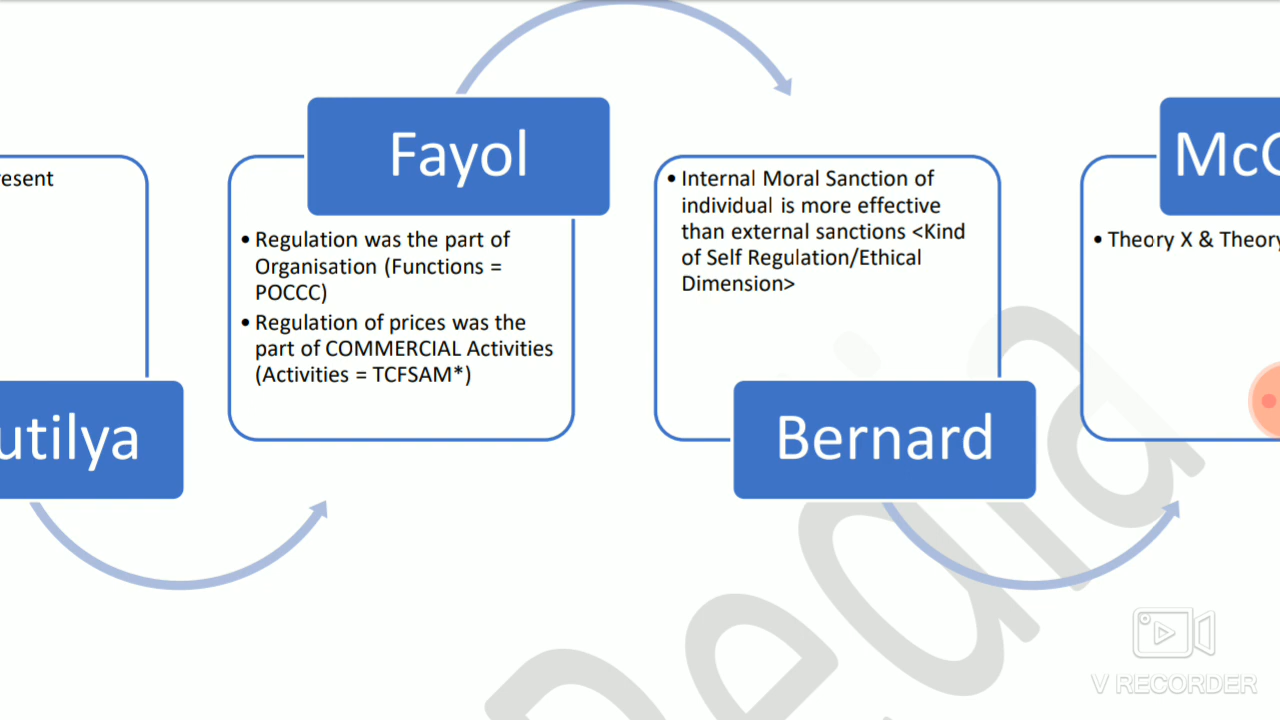 Fayol
McG
resent
Internal Moral Sanction of
individual is more effective
than external sanctions <Kind
of Self Regulation/Ethical
Dimension>
• Regulation was the part of
Organisation (Functions =
POCCC)
• Regulation of prices was the
part of COMMERCIAL Activities
(Activities = TCFSAM*)
• Theory X & Theory
utilya
Bernard
V RECORDER